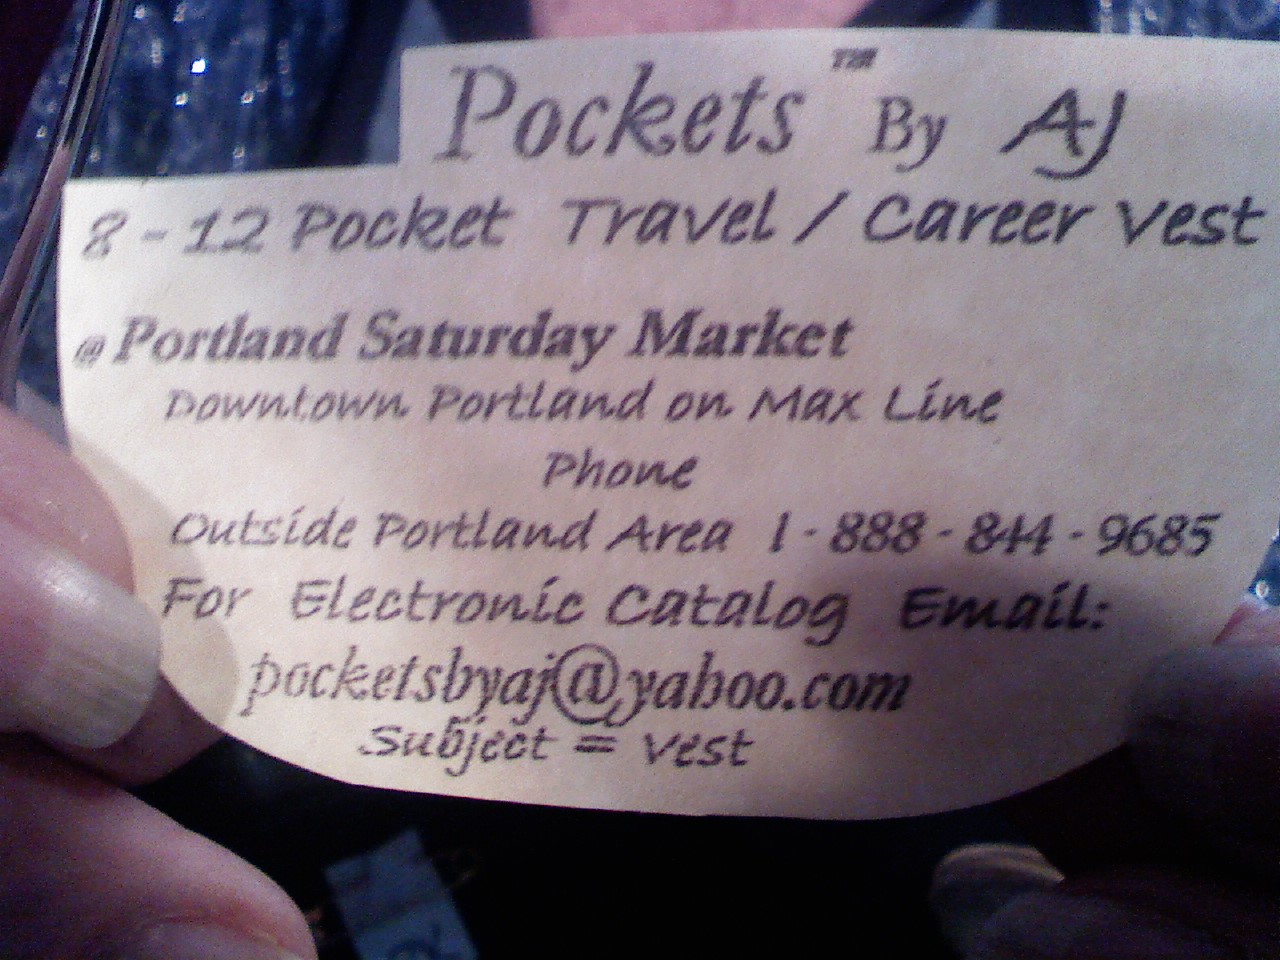 Pockets™ By AJ
8 - 12 Pocket Travel / Career Vest
@ Portland Saturday Market
Downtown Portland on Max Line
Phone
Outside Portland Area 1 - 888 - 844 - 9685
For Electronic Catalog Email:
pocketsbyaj@yahoo.com
Subject = Vest